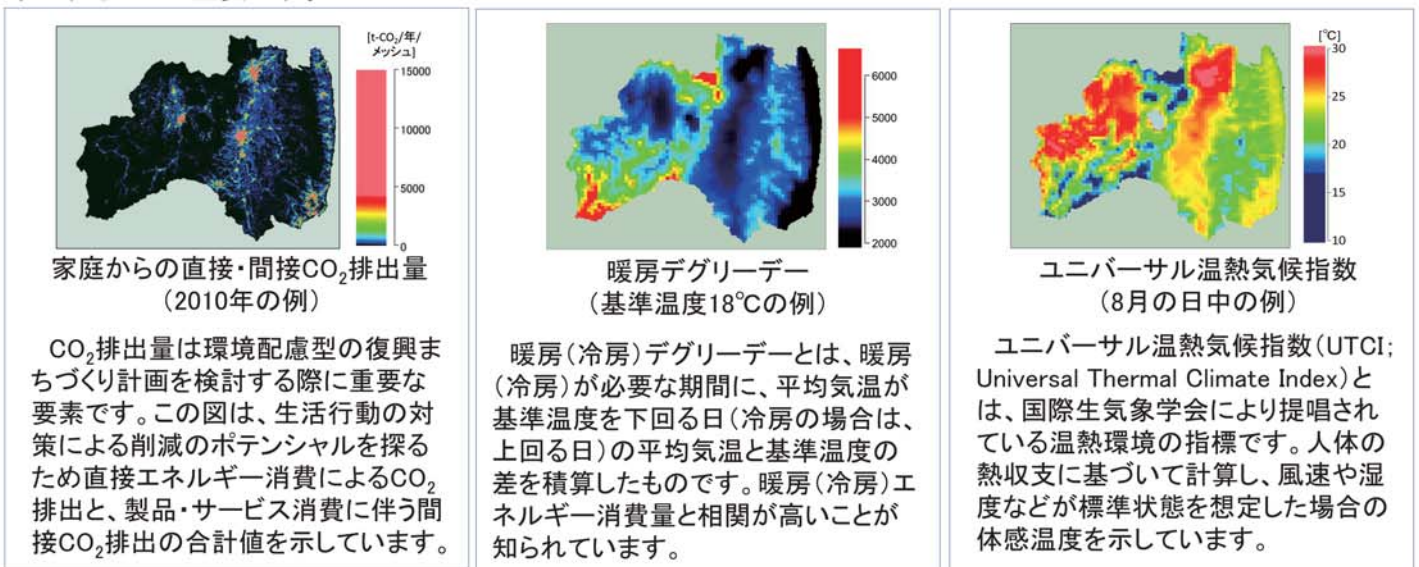 [t-CO₂/年/
メッシュ]
15000
10000
5000
0
家庭からの直接・間接CO₂排出量
(2010年の例)
CO₂排出量は環境配慮型の復興ま
ちづくり計画を検討する際に重要な
要素です。この図は、生活行動の対
策による削減のポテンシャルを探る
ため直接エネルギー消費によるCO₂
排出と、製品・サービス消費に伴う間
接CO₂排出の合計値を示しています。
6000
5000
4000
3000
2000
暖房デグリーデー
(基準温度18℃の例)
暖房(冷房)デグリーデーとは、暖房
(冷房)が必要な期間に、平均気温が
基準温度を下回る日(冷房の場合は、
上回る日)の平均気温と基準温度の
差を積算したものです。暖房(冷房)エ
ネルギー消費量と相関が高いことが
知られています。
[℃]
30
25
20
15
10
ユニバーサル温熱気候指数
(8月の日中の例)
ユニバーサル温熱気候指数(UTCI;
Universal Thermal Climate Index)と
は、国際生気象学会により提唱され
ている温熱環境の指標です。人体の
熱収支に基づいて計算し、風速や湿
度などが標準状態を想定した場合の
体感温度を示しています。